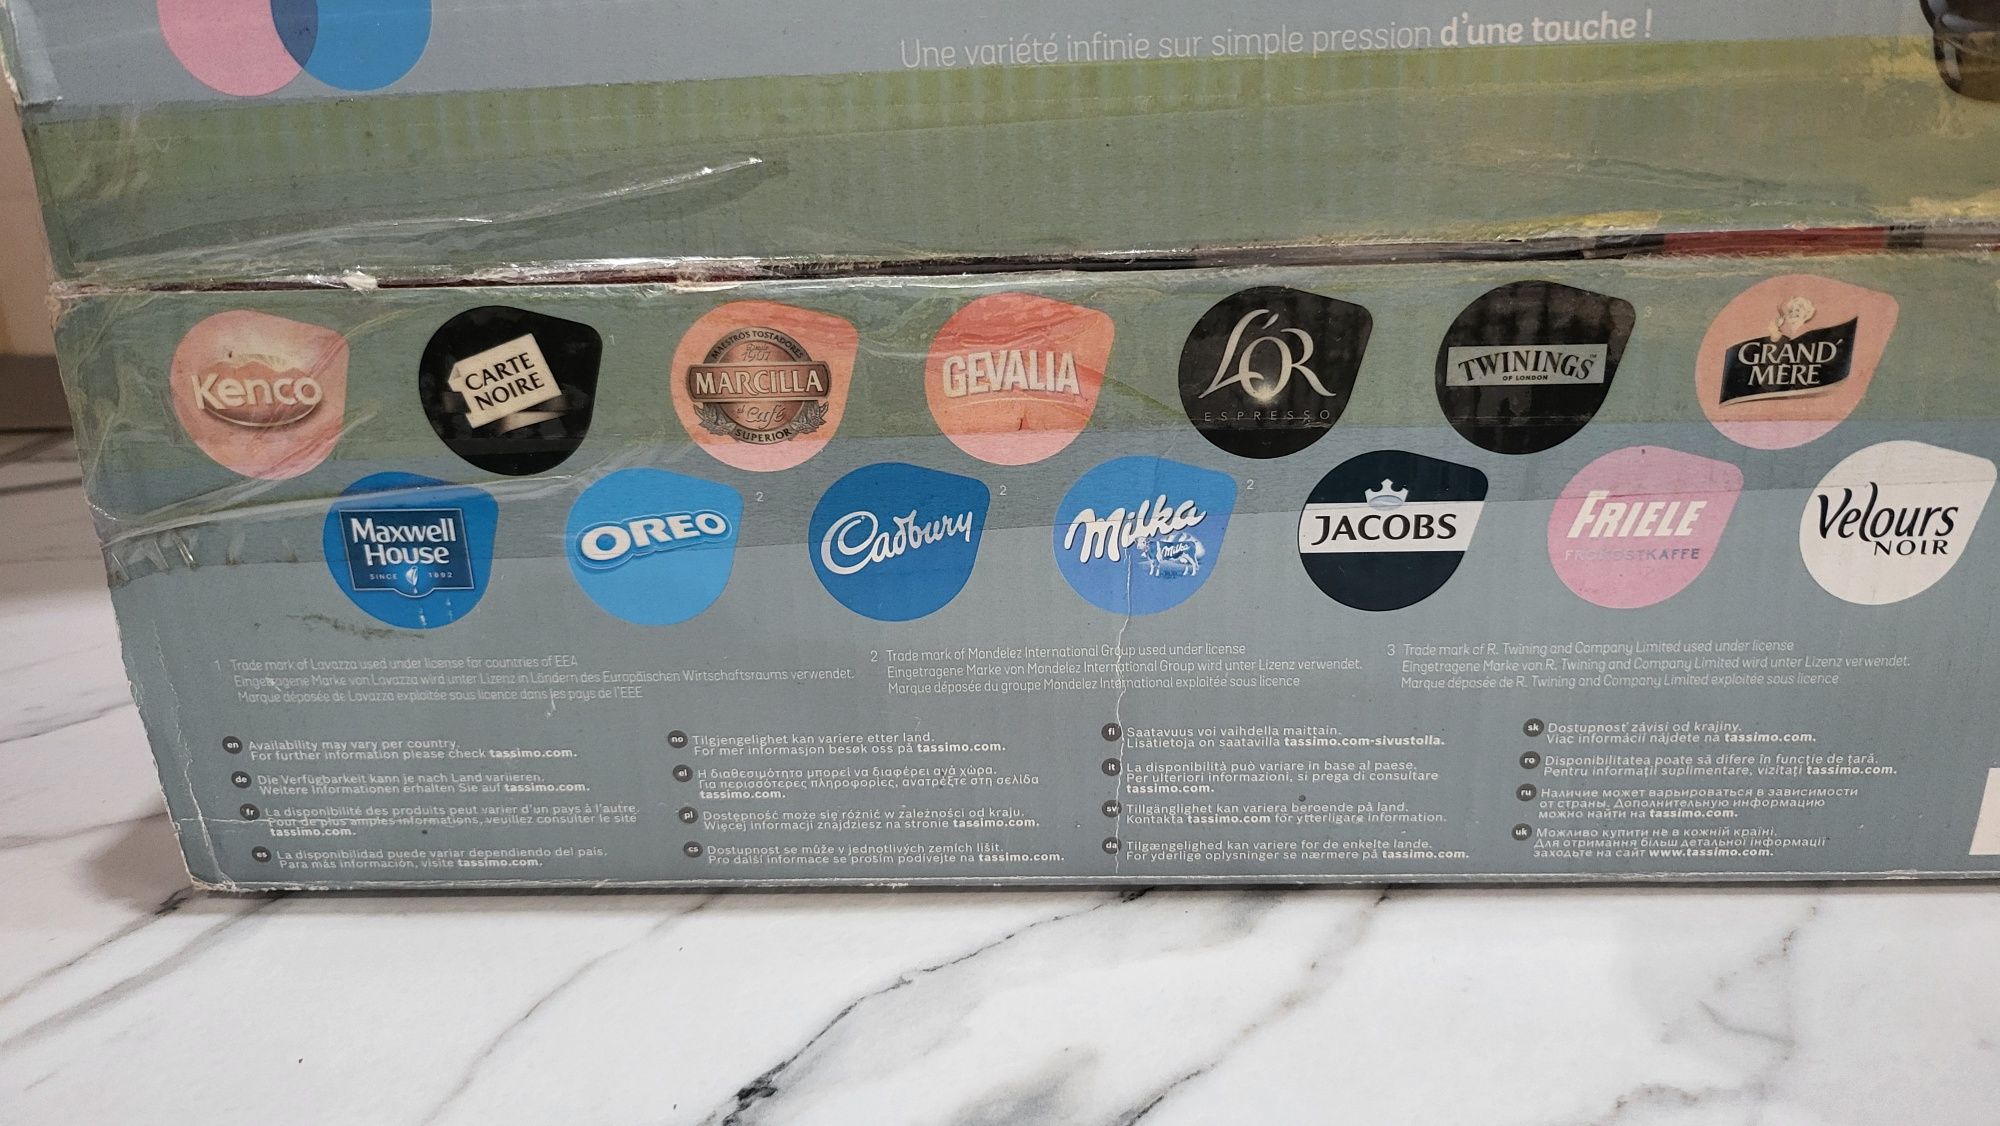 Une variété infinie sur simple pression d'une touche !
Kenco
CARTE
NOIRE
MAESTROS TOSTADORES
Desde
1907
MARCILLA
el Café
SUPERIOR
GEVALIA
L'OR
ESPRESSO
TWININGS™
OF LONDON
3
GRAND'
MÈRE
Maxwell
House
SINCE 1892
OREO
2
Cadbury
2
Milka
Milka
2
JACOBS
FRIELE
FROKOSTKAFFE
Velours
NOIR
1 Trade mark of Lavazza used under license for countries of EEA
Eingetragene Marke von Lavazza wird unter Lizenz in Ländern des Europäischen Wirtschaftsraums verwendet.
Marque déposée de Lavazza exploitée sous licence dans les pays de l'EEE
2 Trade mark of Mondelez International Group used under license
Eingetragene Marke von Mondelez International Group wird unter Lizenz verwendet.
Marque déposée du groupe Mondelez International exploitée sous licence
3 Trade mark of R. Twining and Company Limited used under license
Eingetragene Marke von R. Twining and Company Limited wird unter Lizenz verwendet.
Marque déposée de R. Twining and Company Limited exploitée sous licence
en Availability may vary per country.
For further information please check tassimo.com.
de Die Verfügbarkeit kann je nach Land variieren.
Weitere Informationen erhalten Sie auf tassimo.com.
fr La disponibilité des produits peut varier d'un pays à l'autre.
Pour de plus amples informations, veuillez consulter le site
tassimo.com.
es La disponibilidad puede variar dependiendo del país.
Para más información, visite tassimo.com.
no Tilgjengelighet kan variere etter land.
For mer informasjon besøk oss på tassimo.com.
el Η διαθεσιμότητα μπορεί να διαφέρει ανά χώρα.
Για περισσότερες πληροφορίες, ανατρέξτε στη σελίδα
tassimo.com.
pl Dostępność może się różnić w zależności od kraju.
Więcej informacji znajdziesz na stronie tassimo.com.
cs Dostupnost se může v jednotlivých zemích lišit.
Pro další informace se prosím podívejte na tassimo.com.
fi Saatavuus voi vaihdella maittain.
Lisätietoja on saatavilla tassimo.com-sivustolla.
it La disponibilità può variare in base al paese.
Per ulteriori informazioni, si prega di consultare
tassimo.com.
sv Tillgänglighet kan variera beroende på land.
Kontakta tassimo.com för ytterligare information.
da Tilgængelighed kan variere for de enkelte lande.
For yderlige oplysninger se nærmere på tassimo.com.
sk Dostupnosť závisí od krajiny.
Viac informácií nájdete na tassimo.com.
ro Disponibilitatea poate să difere în funcție de țară.
Pentru informații suplimentare, vizitați tassimo.com.
ru Наличие может варьироваться в зависимости
от страны. Дополнительную информацию
можно найти на tassimo.com.
uk Можливо купити не в кожній країні.
Для отримання більш детальної інформації
заходьте на сайт www.tassimo.com.